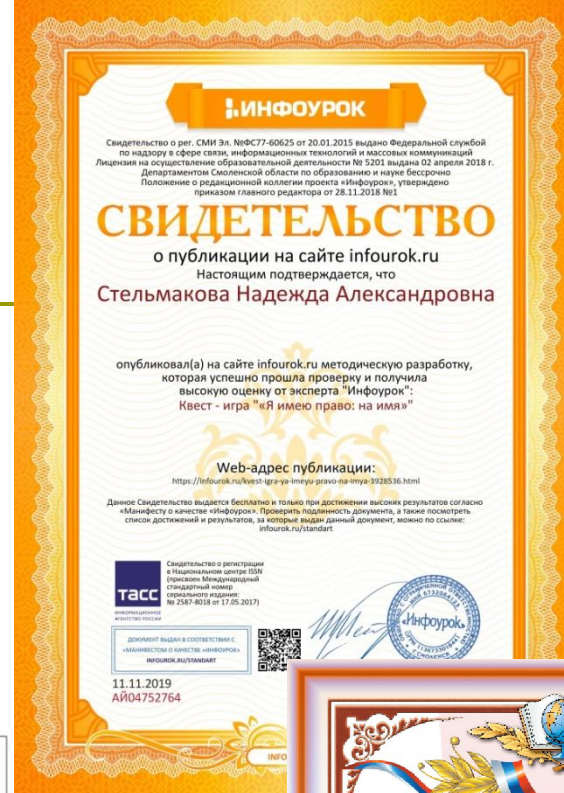 ИНФОУРОК
Свидетельство о рег. СМИ Эл. №ФС77-60625 от 20.01.2015 выдано Федеральной службой
по надзору в сфере связи, информационных технологий и массовых коммуникаций
Лицензия на осуществление образовательной деятельности № 5201 выдана 02 апреля 2018 г.
Департаментом Смоленской области по образованию и науке бессрочно
Положение о редакционной коллегии проекта «Инфоурок», утверждено
приказом главного редактора от 28.11.2018 №1
СВИДЕТЕЛЬСТВО
о публикации на сайте infourok.ru
Настоящим подтверждается, что
Стельмакова Надежда Александровна
опубликовал(а) на сайте infourok.ru методическую разработку,
которая успешно прошла проверку и получила
высокую оценку от эксперта "Инфоурок":
Квест - игра "«Я имею право: на имя»"
Web-адрес публикации:
https://infourok.ru/kvest-igra-ya-imeyu-pravo-na-imya-3928536.html
Данное Свидетельство выдается бесплатно и только при достижении высоких результатов согласно
«Манифесту о качестве «Инфоурок». Проверить подлинность документа, а также посмотреть
список достижений и результатов, за которые выдан данный документ, можно по ссылке:
infourok.ru/standart
Свидетельство о регистрации
в Национальном центре ISSN
(присвоен Международный
стандартный номер
сериального издания:
№ 2587-8018 от 17.05.2017)
ТАСС
ИНФОРМАЦИОННОЕ
АГЕНТСТВО РОССИИ
ДОКУМЕНТ ВЫДАН В СООТВЕТСТВИИ С
«МАНИФЕСТОМ О КАЧЕСТВЕ «ИНФОУРОК»
INFOUROK.RU/STANDART
«Инфоурок»
11.11.2019
АЙ04752764
INFO